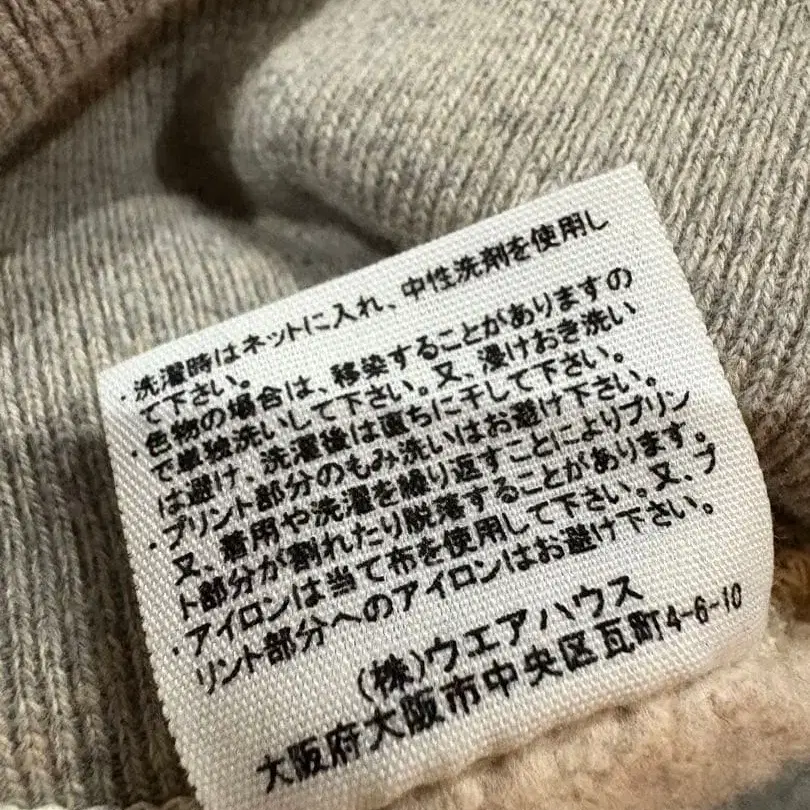 ・洗濯時はネットに入れ、中性洗剤を使用し
て下さい。
・色物の場合は、移染することがありますの
で単独洗いして下さい。又、浸けおき洗い
は避け、洗濯後は直ちに干して下さい。
・プリント部分のもみ洗いはお避け下さい。
又、着用や洗濯を繰り返すことによりプリン
ト部分が割れたり脱落することがあります。
・アイロンは当て布を使用して下さい。又、プ
リント部分へのアイロンはお避け下さい。
(株)ウエアハウス
大阪府大阪市中央区瓦町4-6-10